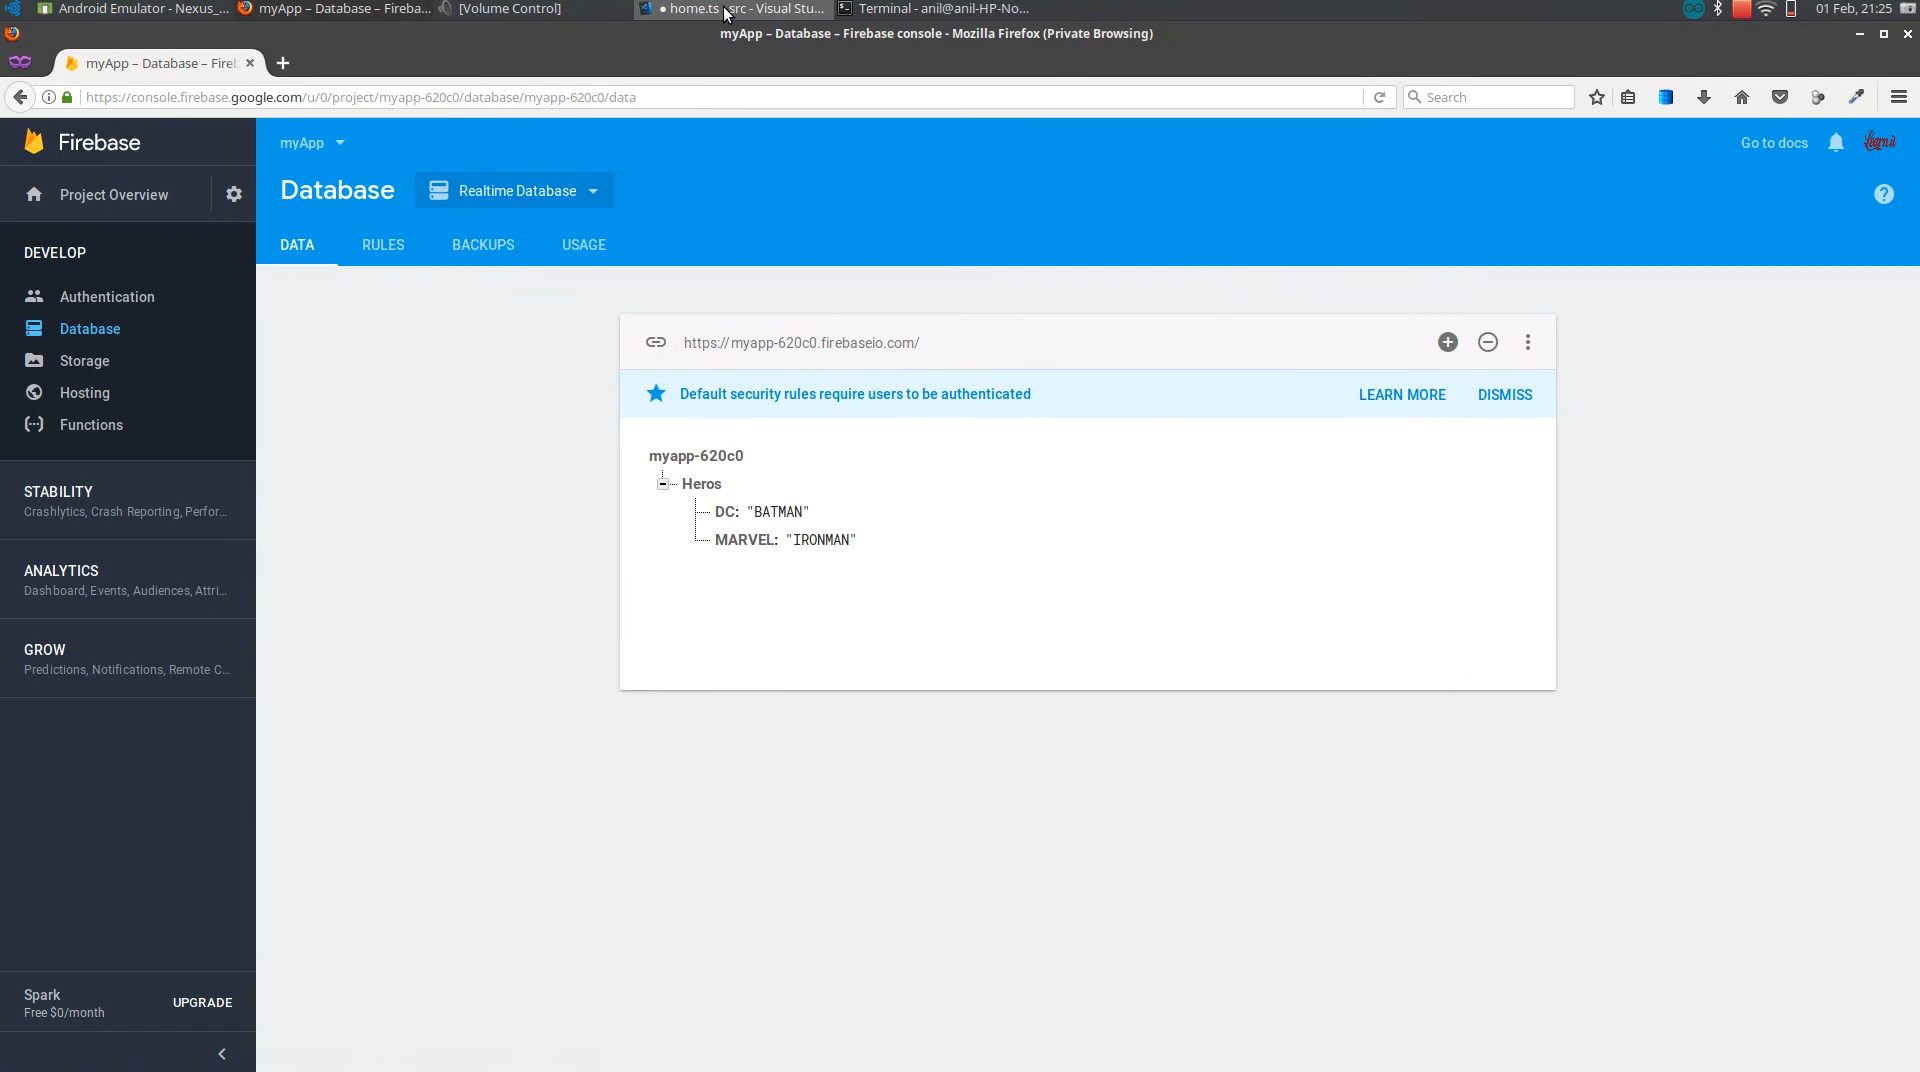 Android Emulator - Nexus_...
myApp – Database – Fireba...
[Volume Control]
● home.ts - src - Visual Stu...
Terminal - anil@anil-HP-No...
01 Feb, 21:25
myApp – Database – Firebase console - Mozilla Firefox (Private Browsing)
myApp – Database – Fireb
https://console.firebase.google.com/u/0/project/myapp-620c0/database/myapp-620c0/data
Search
Firebase
myApp
Go to docs
Learn it
Project Overview
Database
Realtime Database
DATA
RULES
BACKUPS
USAGE
DEVELOP
Authentication
Database
Storage
Hosting
Functions
STABILITY
Crashlytics, Crash Reporting, Perfor...
ANALYTICS
Dashboard, Events, Audiences, Attri...
GROW
Predictions, Notifications, Remote C...
Spark
Free $0/month
UPGRADE
https://myapp-620c0.firebaseio.com/
Default security rules require users to be authenticated
LEARN MORE
DISMISS
myapp-620c0
Heros
DC: "BATMAN"
MARVEL: "IRONMAN"